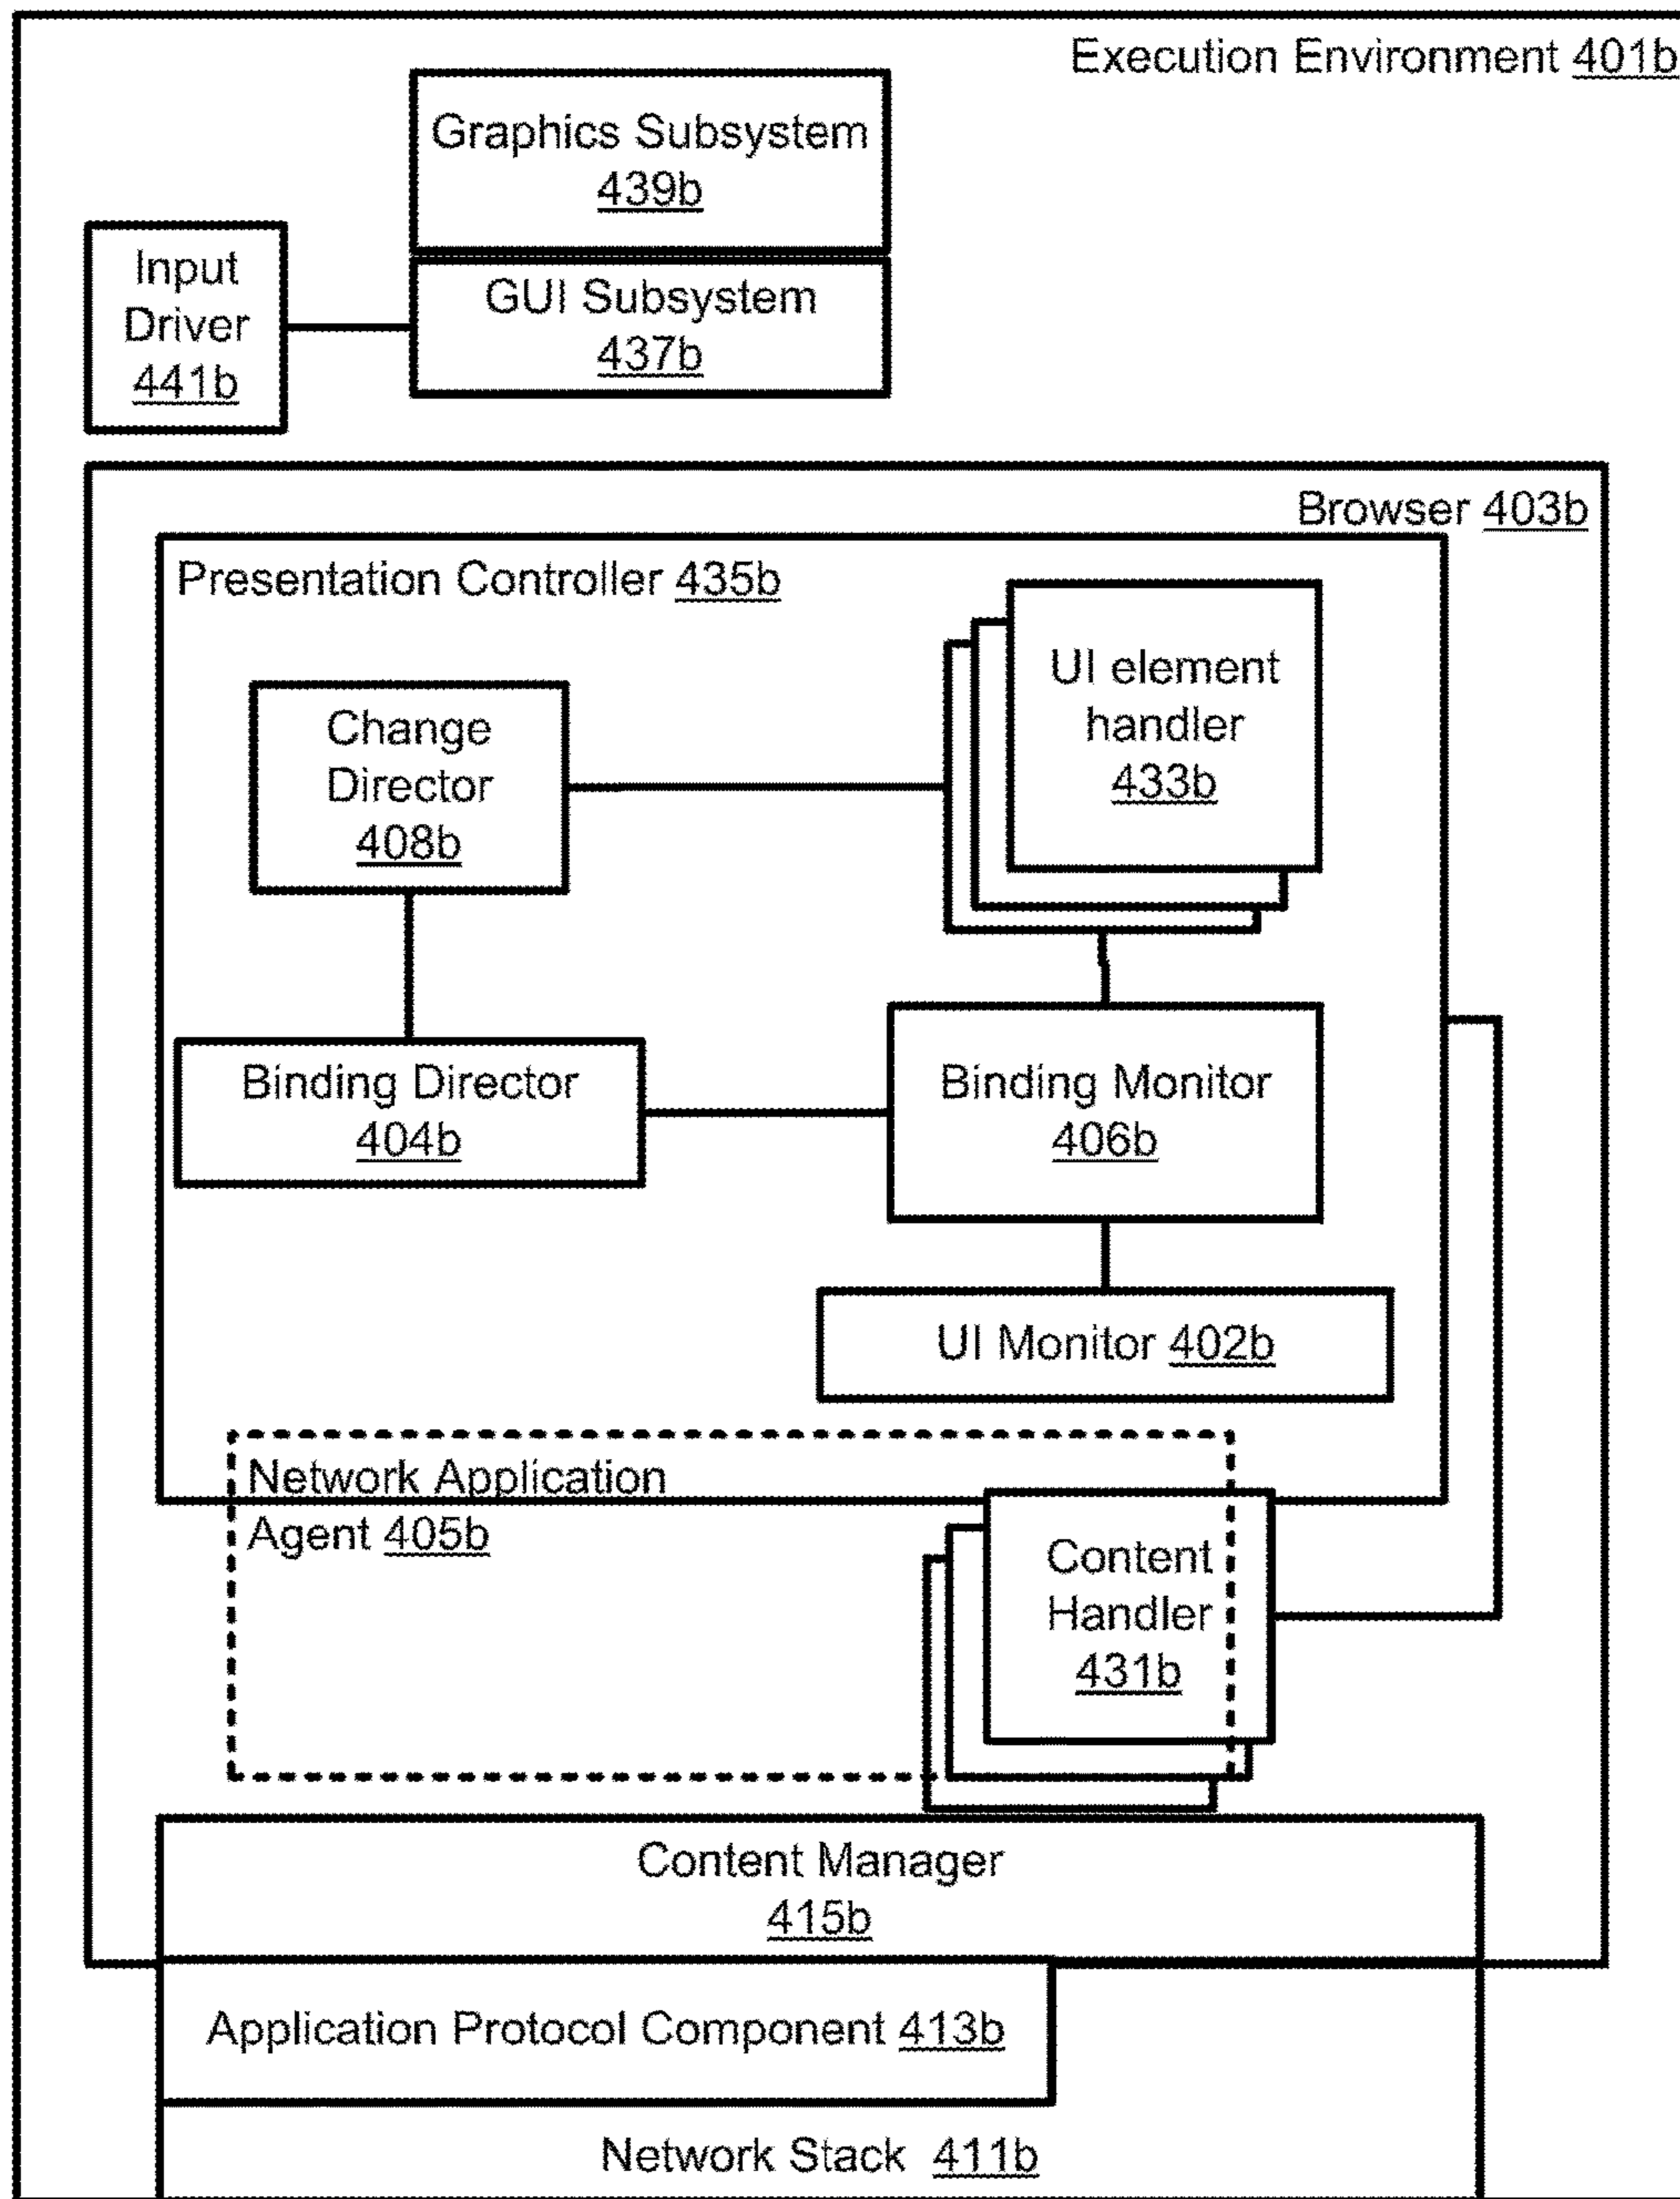 Execution Environment 401b
Graphics Subsystem
439b
Input
Driver
441b
GUI Subsystem
437b
Browser 403b
Presentation Controller 435b
UI element
handler
433b
Change
Director
408b
Binding Director
404b
Binding Monitor
406b
UI Monitor 402b
Network Application
Agent 405b
Content
Handler
431b
Content Manager
415b
Application Protocol Component 413b
Network Stack 411b